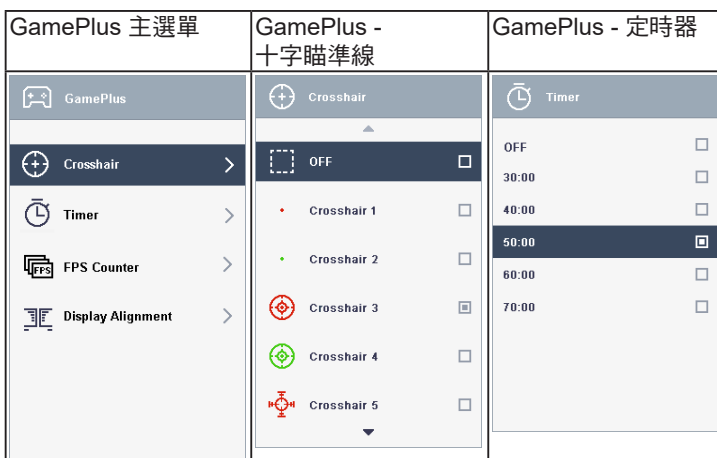 GamePlus 主選單
GamePlus -
十字瞄準線
GamePlus - 定時器
GamePlus
Crosshair
Timer
FPS
FPS Counter
Display Alignment
Crosshair
OFF
Crosshair 1
Crosshair 2
Crosshair 3
Crosshair 4
Crosshair 5
Timer
OFF
30:00
40:00
50:00
60:00
70:00